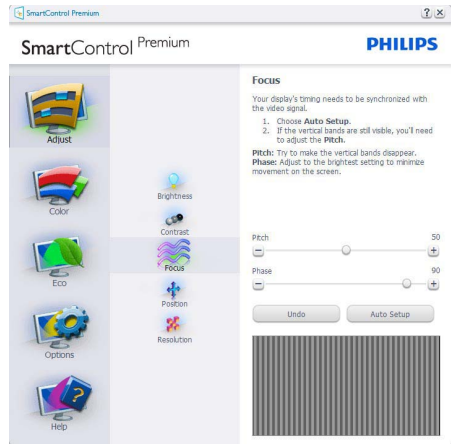 SmartControl Premium
? ×
SmartControl Premium
PHILIPS
Adjust
Color
Eco
Options
Help
Brightness
Contrast
Focus
Position
Resolution
Focus
Your display's timing needs to be synchronized with
the video signal.
1. Choose Auto Setup.
2. If the vertical bands are still visible, you'll need
to adjust the Pitch.
Pitch: Try to make the vertical bands disappear.
Phase: Adjust to the brightest setting to minimize
movement on the screen.
Pitch 50
− +
Phase 90
− +
Undo Auto Setup